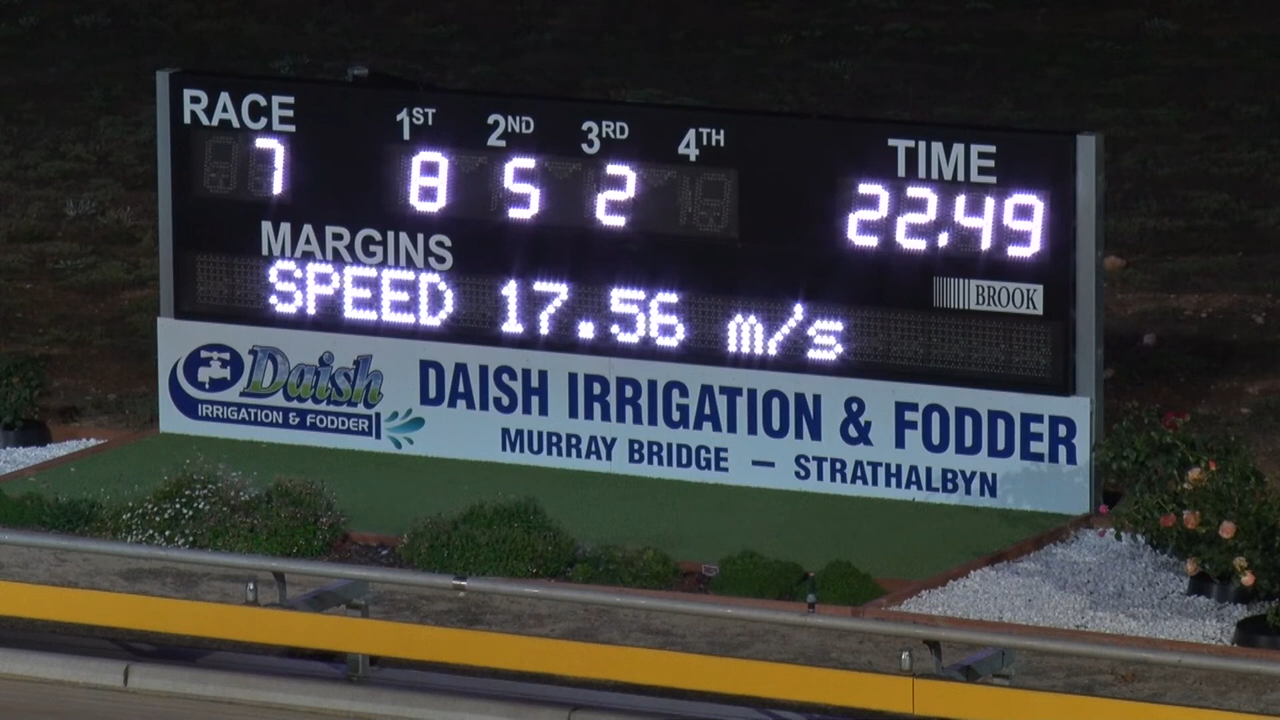 RACE 1ST 2ND 3RD 4TH TIME
7 8 5 2 22.49
MARGINS
SPEED 17.56 m/s
BROOK
Daish
IRRIGATION & FODDER
DAISH IRRIGATION & FODDER
MURRAY BRIDGE — STRATHALBYN